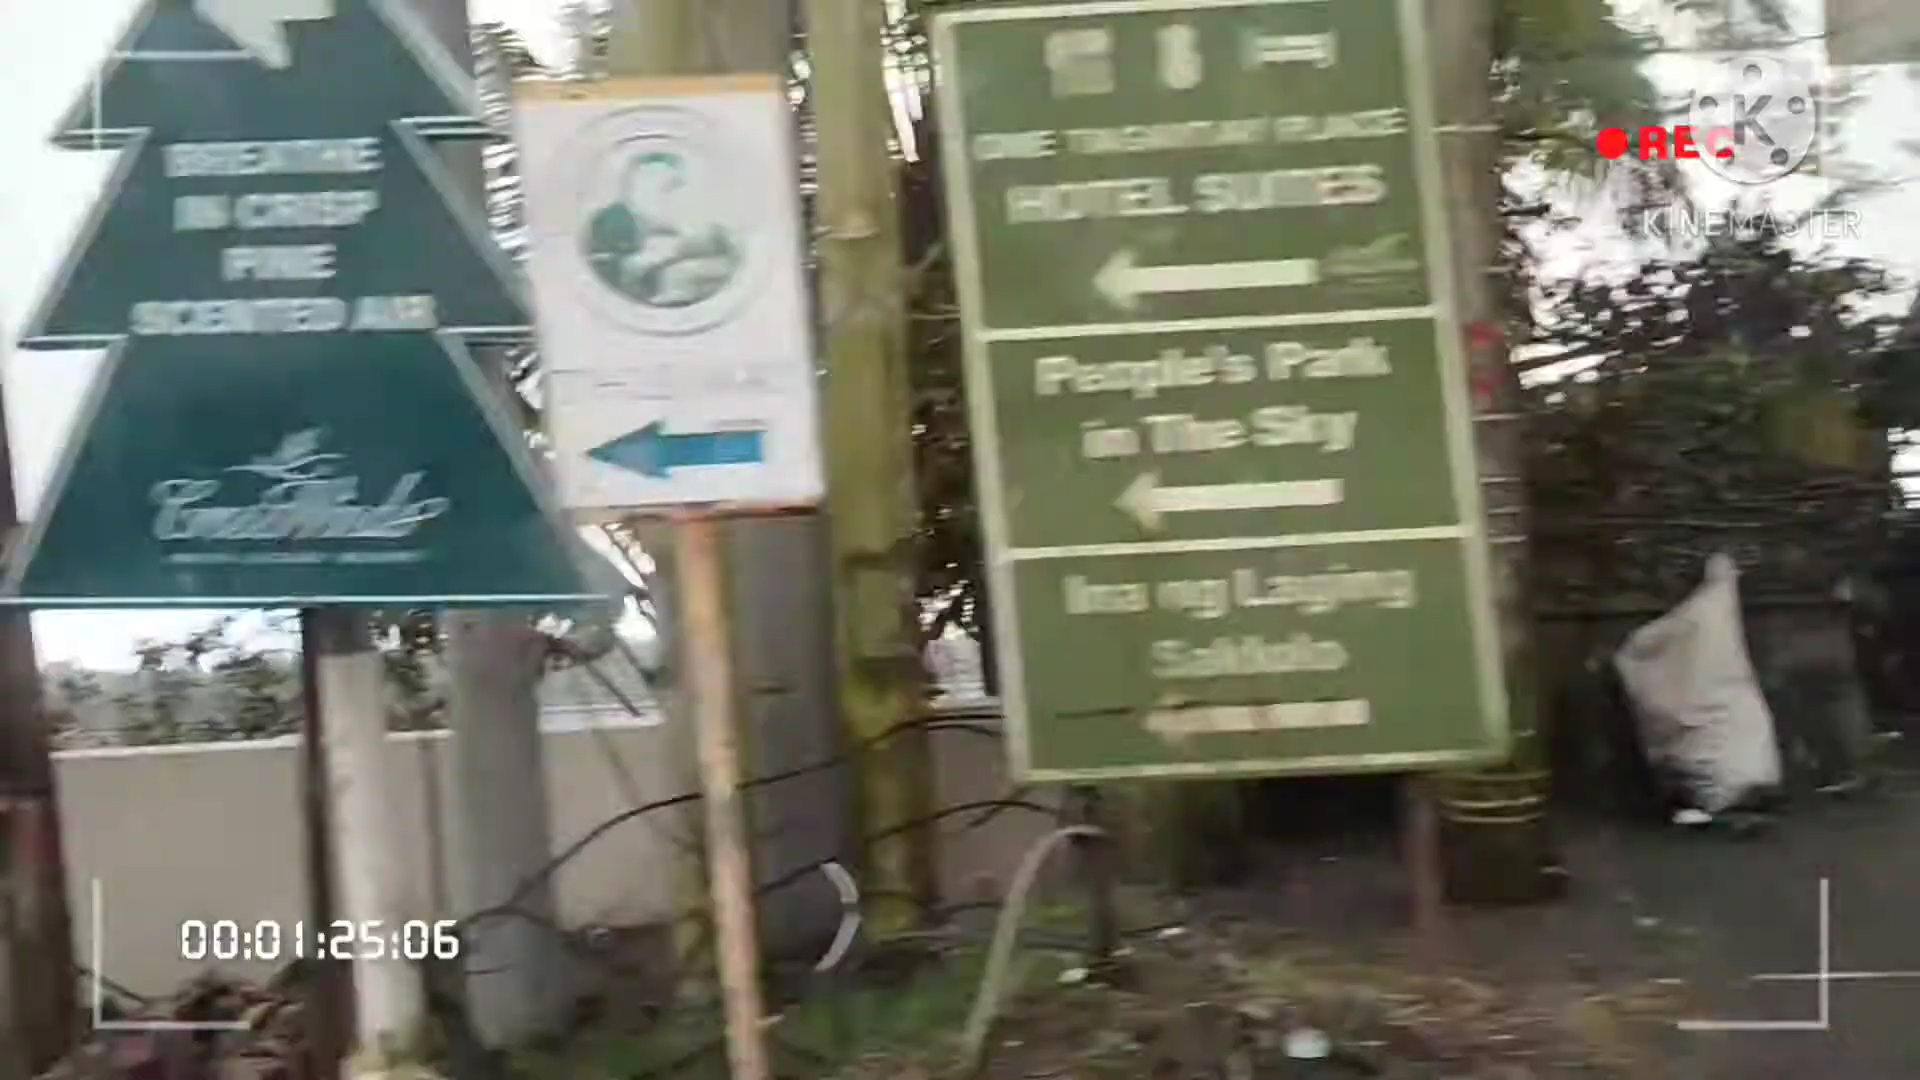 BREATHE
IN CRISP
PINE
SCENTED AIR
ONE TAGAYTAY PLACE
HOTEL SUITES
People's Park
in The Sky
Ina ng Laging
Saklolo
REC
K
KINEMASTER
00:01:25:06